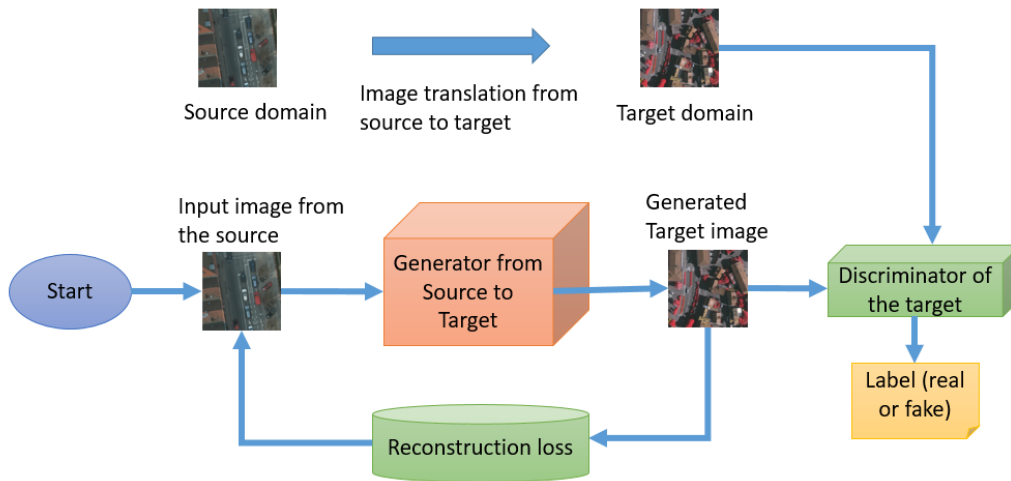 Source domain
Image translation from
source to target
Target domain
Input image from
the source
Generated
Target image
Start
Generator from
Source to
Target
Discriminator of
the target
Label (real
or fake)
Reconstruction loss